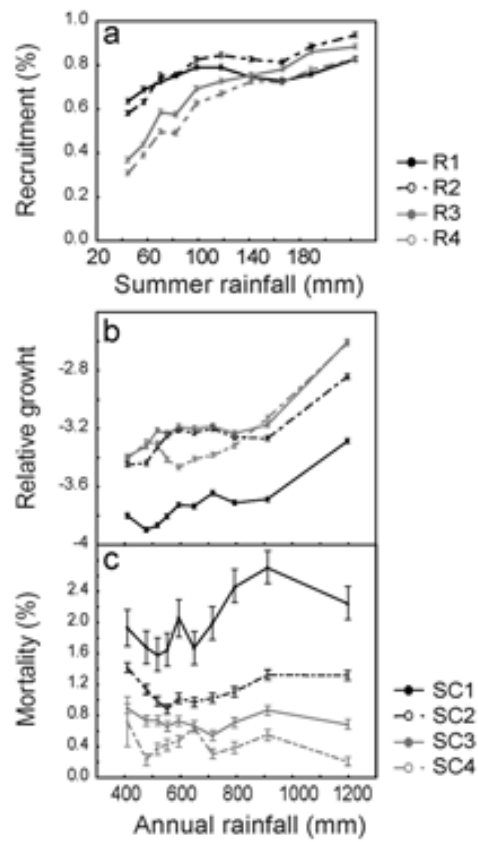 a
Recruitment (%)
1.0
0.8
0.6
0.4
0.2
0.0
20 60 100 140 180
Summer rainfall (mm)
R1
R2
R3
R4
b
Relative growht
-2.8
-3.2
-3.6
-4
c
Mortality (%)
2.4
2.0
1.6
1.2
0.8
0.4
0.0
400 600 800 1000 1200
Annual rainfall (mm)
SC1
SC2
SC3
SC4